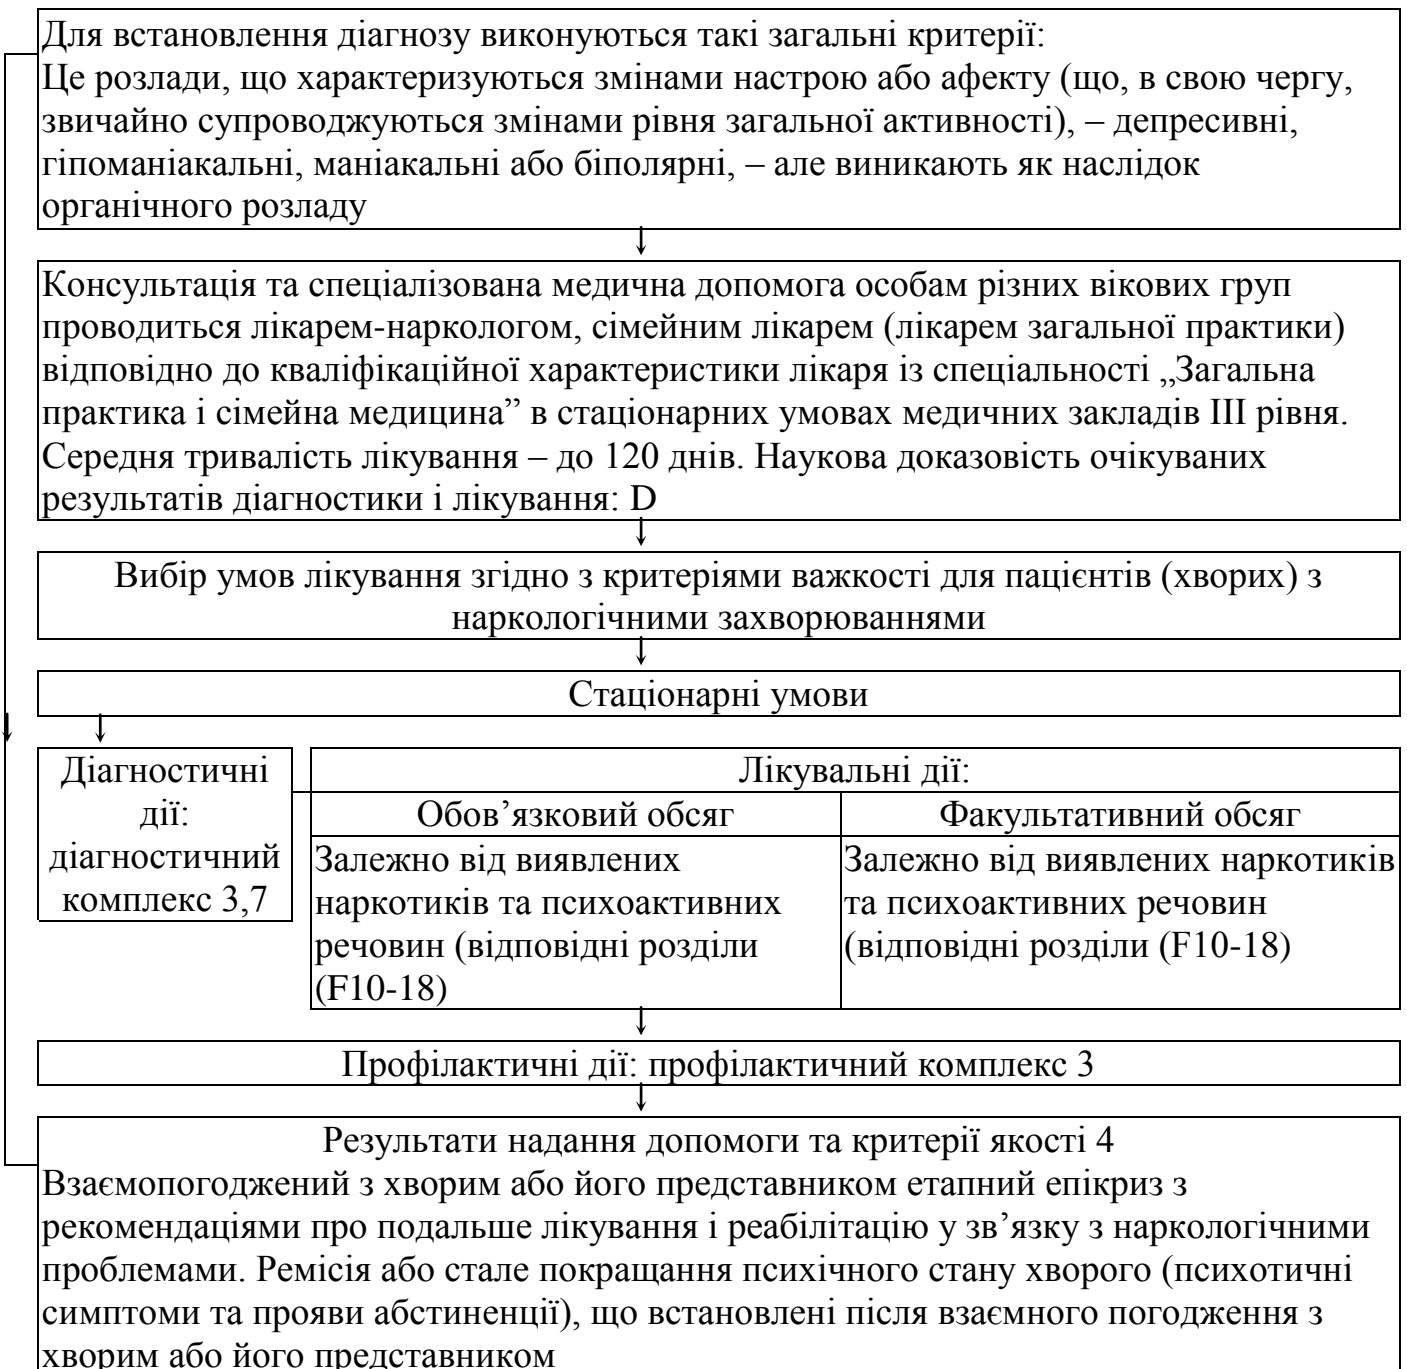 Для встановлення діагнозу виконуються такі загальні критерії:
Це розлади, що характеризуються змінами настрою або афекту (що, в свою чергу,
звичайно супроводжуються змінами рівня загальної активності), – депресивні,
гіпоманіакальні, маніакальні або біполярні, – але виникають як наслідок
органічного розладу
Консультація та спеціалізована медична допомога особам різних вікових груп
проводиться лікарем-наркологом, сімейним лікарем (лікарем загальної практики)
відповідно до кваліфікаційної характеристики лікаря із спеціальності „Загальна
практика і сімейна медицина” в стаціонарних умовах медичних закладів III рівня.
Середня тривалість лікування – до 120 днів. Наукова доказовість очікуваних
результатів діагностики і лікування: D
Вибір умов лікування згідно з критеріями важкості для пацієнтів (хворих) з
наркологічними захворюваннями
Стаціонарні умови
Діагностичні
дії:
діагностичний
комплекс 3,7
Лікувальні дії:
Обов’язковий обсяг
Залежно від виявлених
наркотиків та психоактивних
речовин (відповідні розділи
(F10-18)
Факультативний обсяг
Залежно від виявлених наркотиків
та психоактивних речовин
(відповідні розділи (F10-18)
Профілактичні дії: профілактичний комплекс 3
Результати надання допомоги та критерії якості 4
Взаємопогоджений з хворим або його представником етапний епікриз з
рекомендаціями про подальше лікування і реабілітацію у зв’язку з наркологічними
проблемами. Ремісія або стале покращання психічного стану хворого (психотичні
симптоми та прояви абстиненції), що встановлені після взаємного погодження з
хворим або його представником